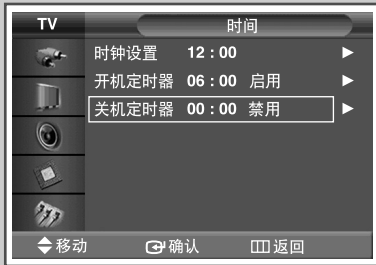 TV 时间
时钟设置 12 : 00
开机定时器 06 : 00 启用
关机定时器 00 : 00 禁用
移动 确认 返回